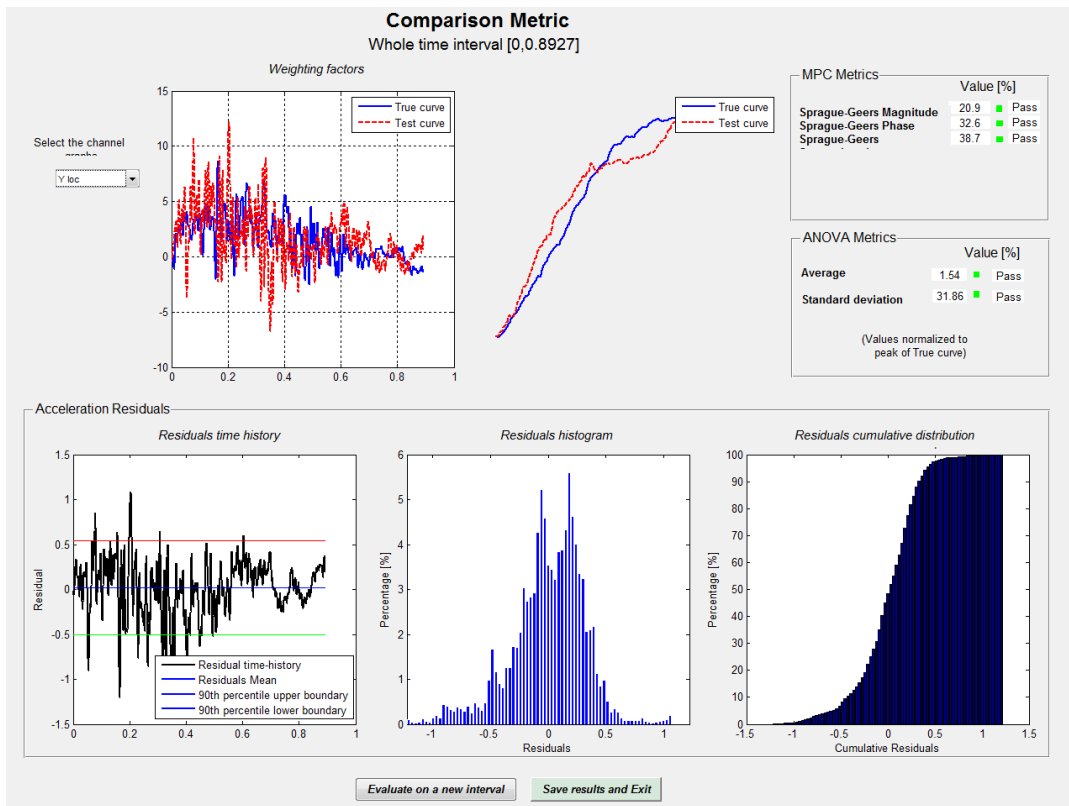 Comparison Metric
Whole time interval [0,0.8927]
Weighting factors
Select the channel
Y loc
15
10
5
0
-5
-10
0
0.2
0.4
0.6
0.8
1
True curve
Test curve
True curve
Test curve
MPC Metrics
Value [%]
Sprague-Geers Magnitude 20.9 Pass
Sprague-Geers Phase 32.6 Pass
Sprague-Geers 38.7 Pass
ANOVA Metrics
Value [%]
Average 1.54 Pass
Standard deviation 31.86 Pass
(Values normalized to
peak of True curve)
Acceleration Residuals
Residuals time history
Residual
1.5
1
0.5
0
-0.5
-1
-1.5
0
0.2
0.4
0.6
0.8
1
Residual time-history
Residuals Mean
90th percentile upper boundary
90th percentile lower boundary
Residuals histogram
Percentage [%]
6
5
4
3
2
1
0
-1
-0.5
0
0.5
1
Residuals
Residuals cumulative distribution
Percentage [%]
100
90
80
70
60
50
40
30
20
10
0
-1.5
-1
-0.5
0
0.5
1
1.5
Cumulative Residuals
Evaluate on a new interval
Save results and Exit